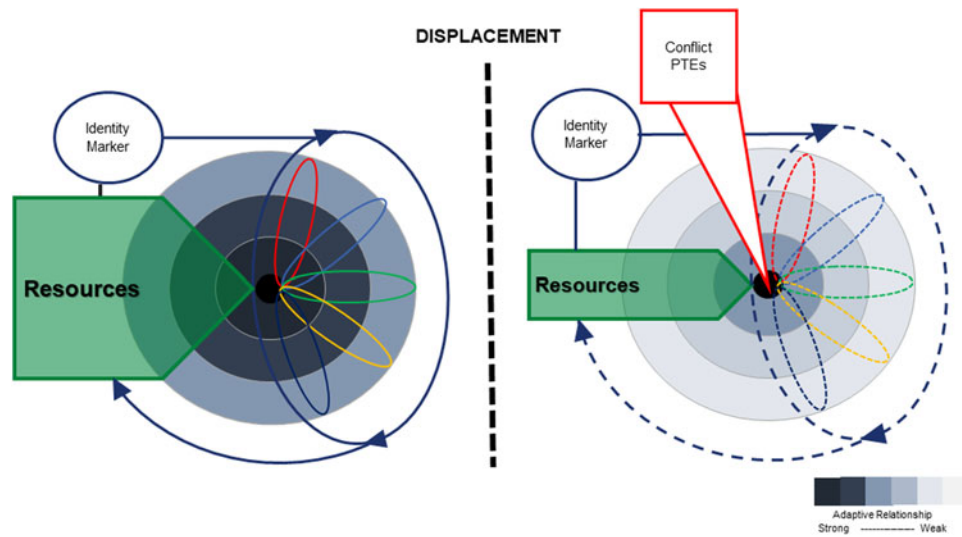 DISPLACEMENT
Identity
Marker
Resources
Conflict
PTEs
Identity
Marker
Resources
Adaptive Relationship
Strong ------------ Weak